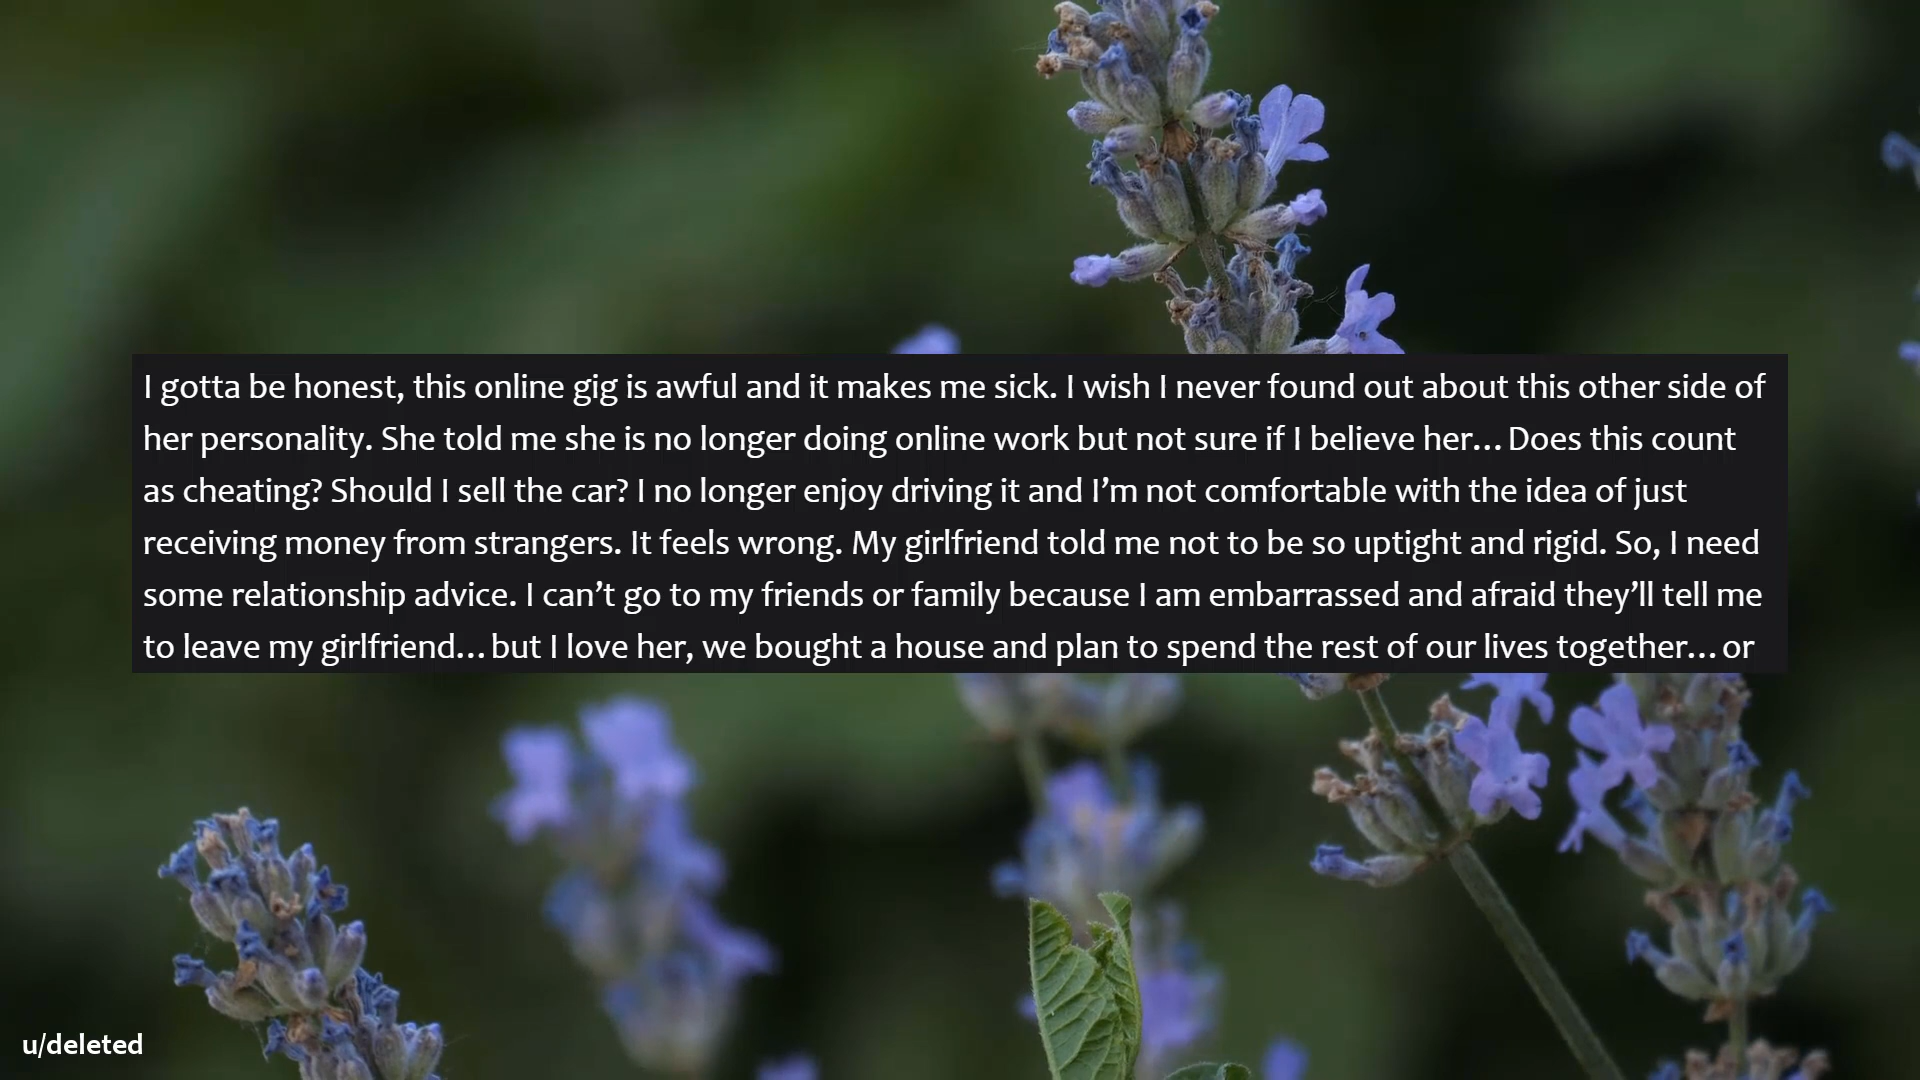 I gotta be honest, this online gig is awful and it makes me sick. I wish I never found out about this other side of
her personality. She told me she is no longer doing online work but not sure if I believe her... Does this count
as cheating? Should I sell the car? I no longer enjoy driving it and I’m not comfortable with the idea of just
receiving money from strangers. It feels wrong. My girlfriend told me not to be so uptight and rigid. So, I need
some relationship advice. I can’t go to my friends or family because I am embarrassed and afraid they’ll tell me
to leave my girlfriend... but I love her, we bought a house and plan to spend the rest of our lives together... or
u/deleted